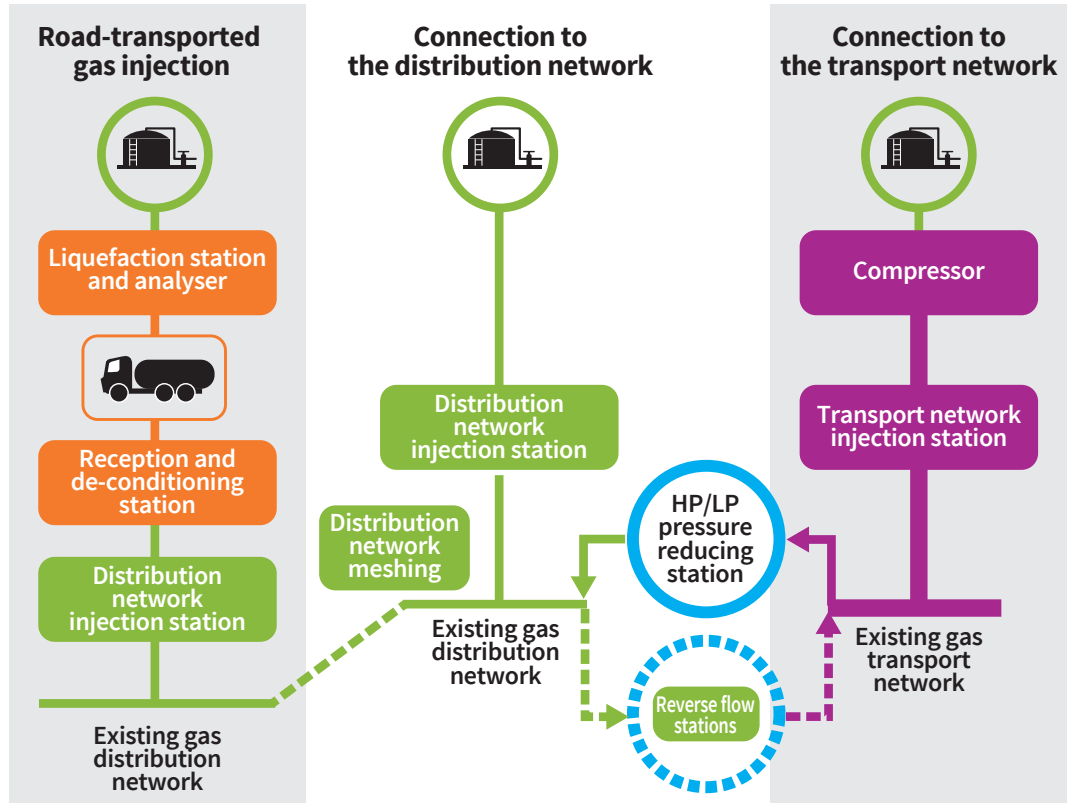 Road-transported
gas injection
Liquefaction station
and analyser
Reception and
de-conditioning
station
Distribution
network
injection station
Existing gas
distribution
network
Connection to
the distribution network
Distribution
network
injection station
Distribution
network
meshing
Existing gas
distribution
network
HP/LP
pressure
reducing
station
Reverse flow
stations
Connection to
the transport network
Compressor
Transport network
injection station
Existing gas
transport
network